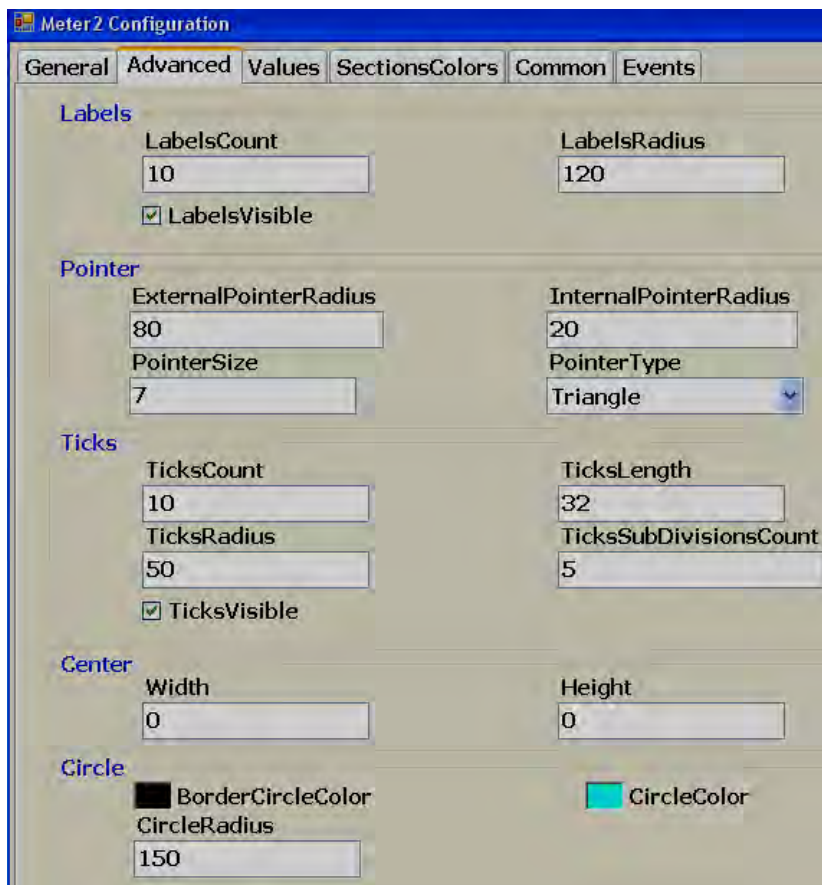 Meter2 Configuration
General Advanced Values SectionsColors Common Events
Labels
LabelsCount LabelsRadius
10 120
LabelsVisible
Pointer
ExternalPointerRadius InternalPointerRadius
80 20
PointerSize PointerType
7 Triangle
Ticks
TicksCount TicksLength
10 32
TicksRadius TicksSubDivisionsCount
50 5
TicksVisible
Center
Width Height
0 0
Circle
BorderCircleColor CircleColor
CircleRadius
150